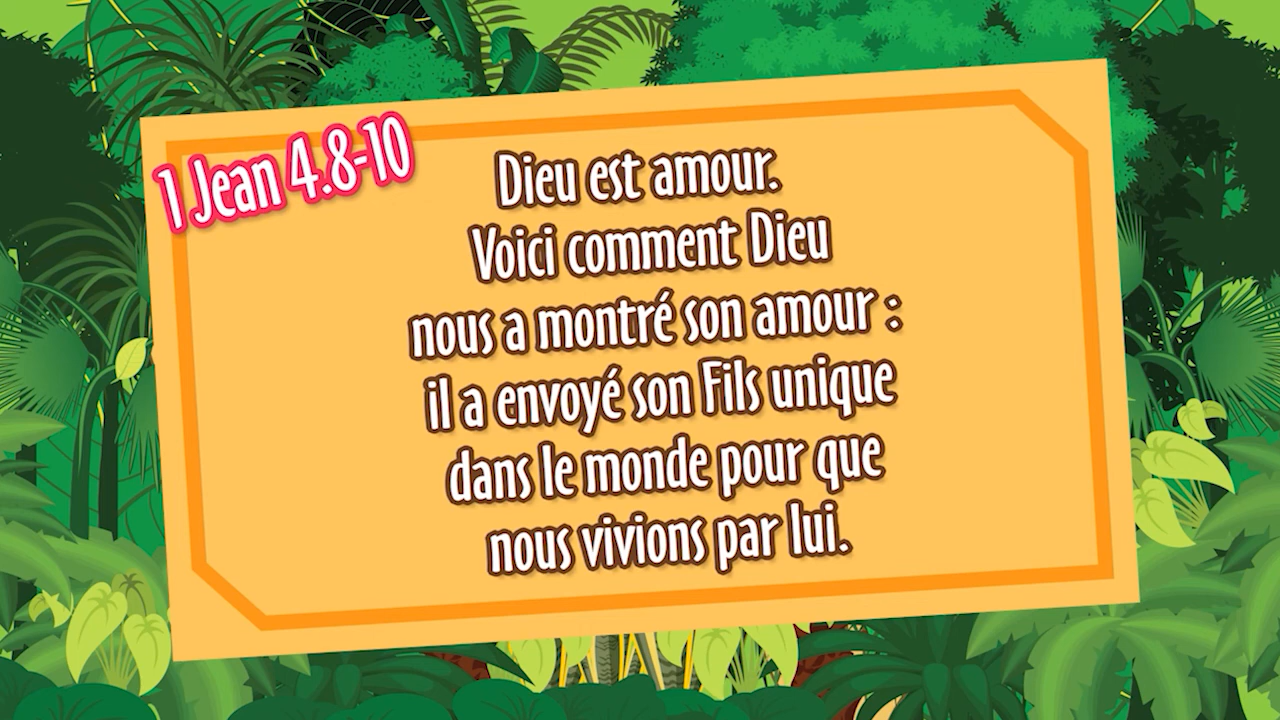 1 Jean 4.8-10
Dieu est amour.
Voici comment Dieu
nous a montré son amour :
il a envoyé son Fils unique
dans le monde pour que
nous vivions par lui.